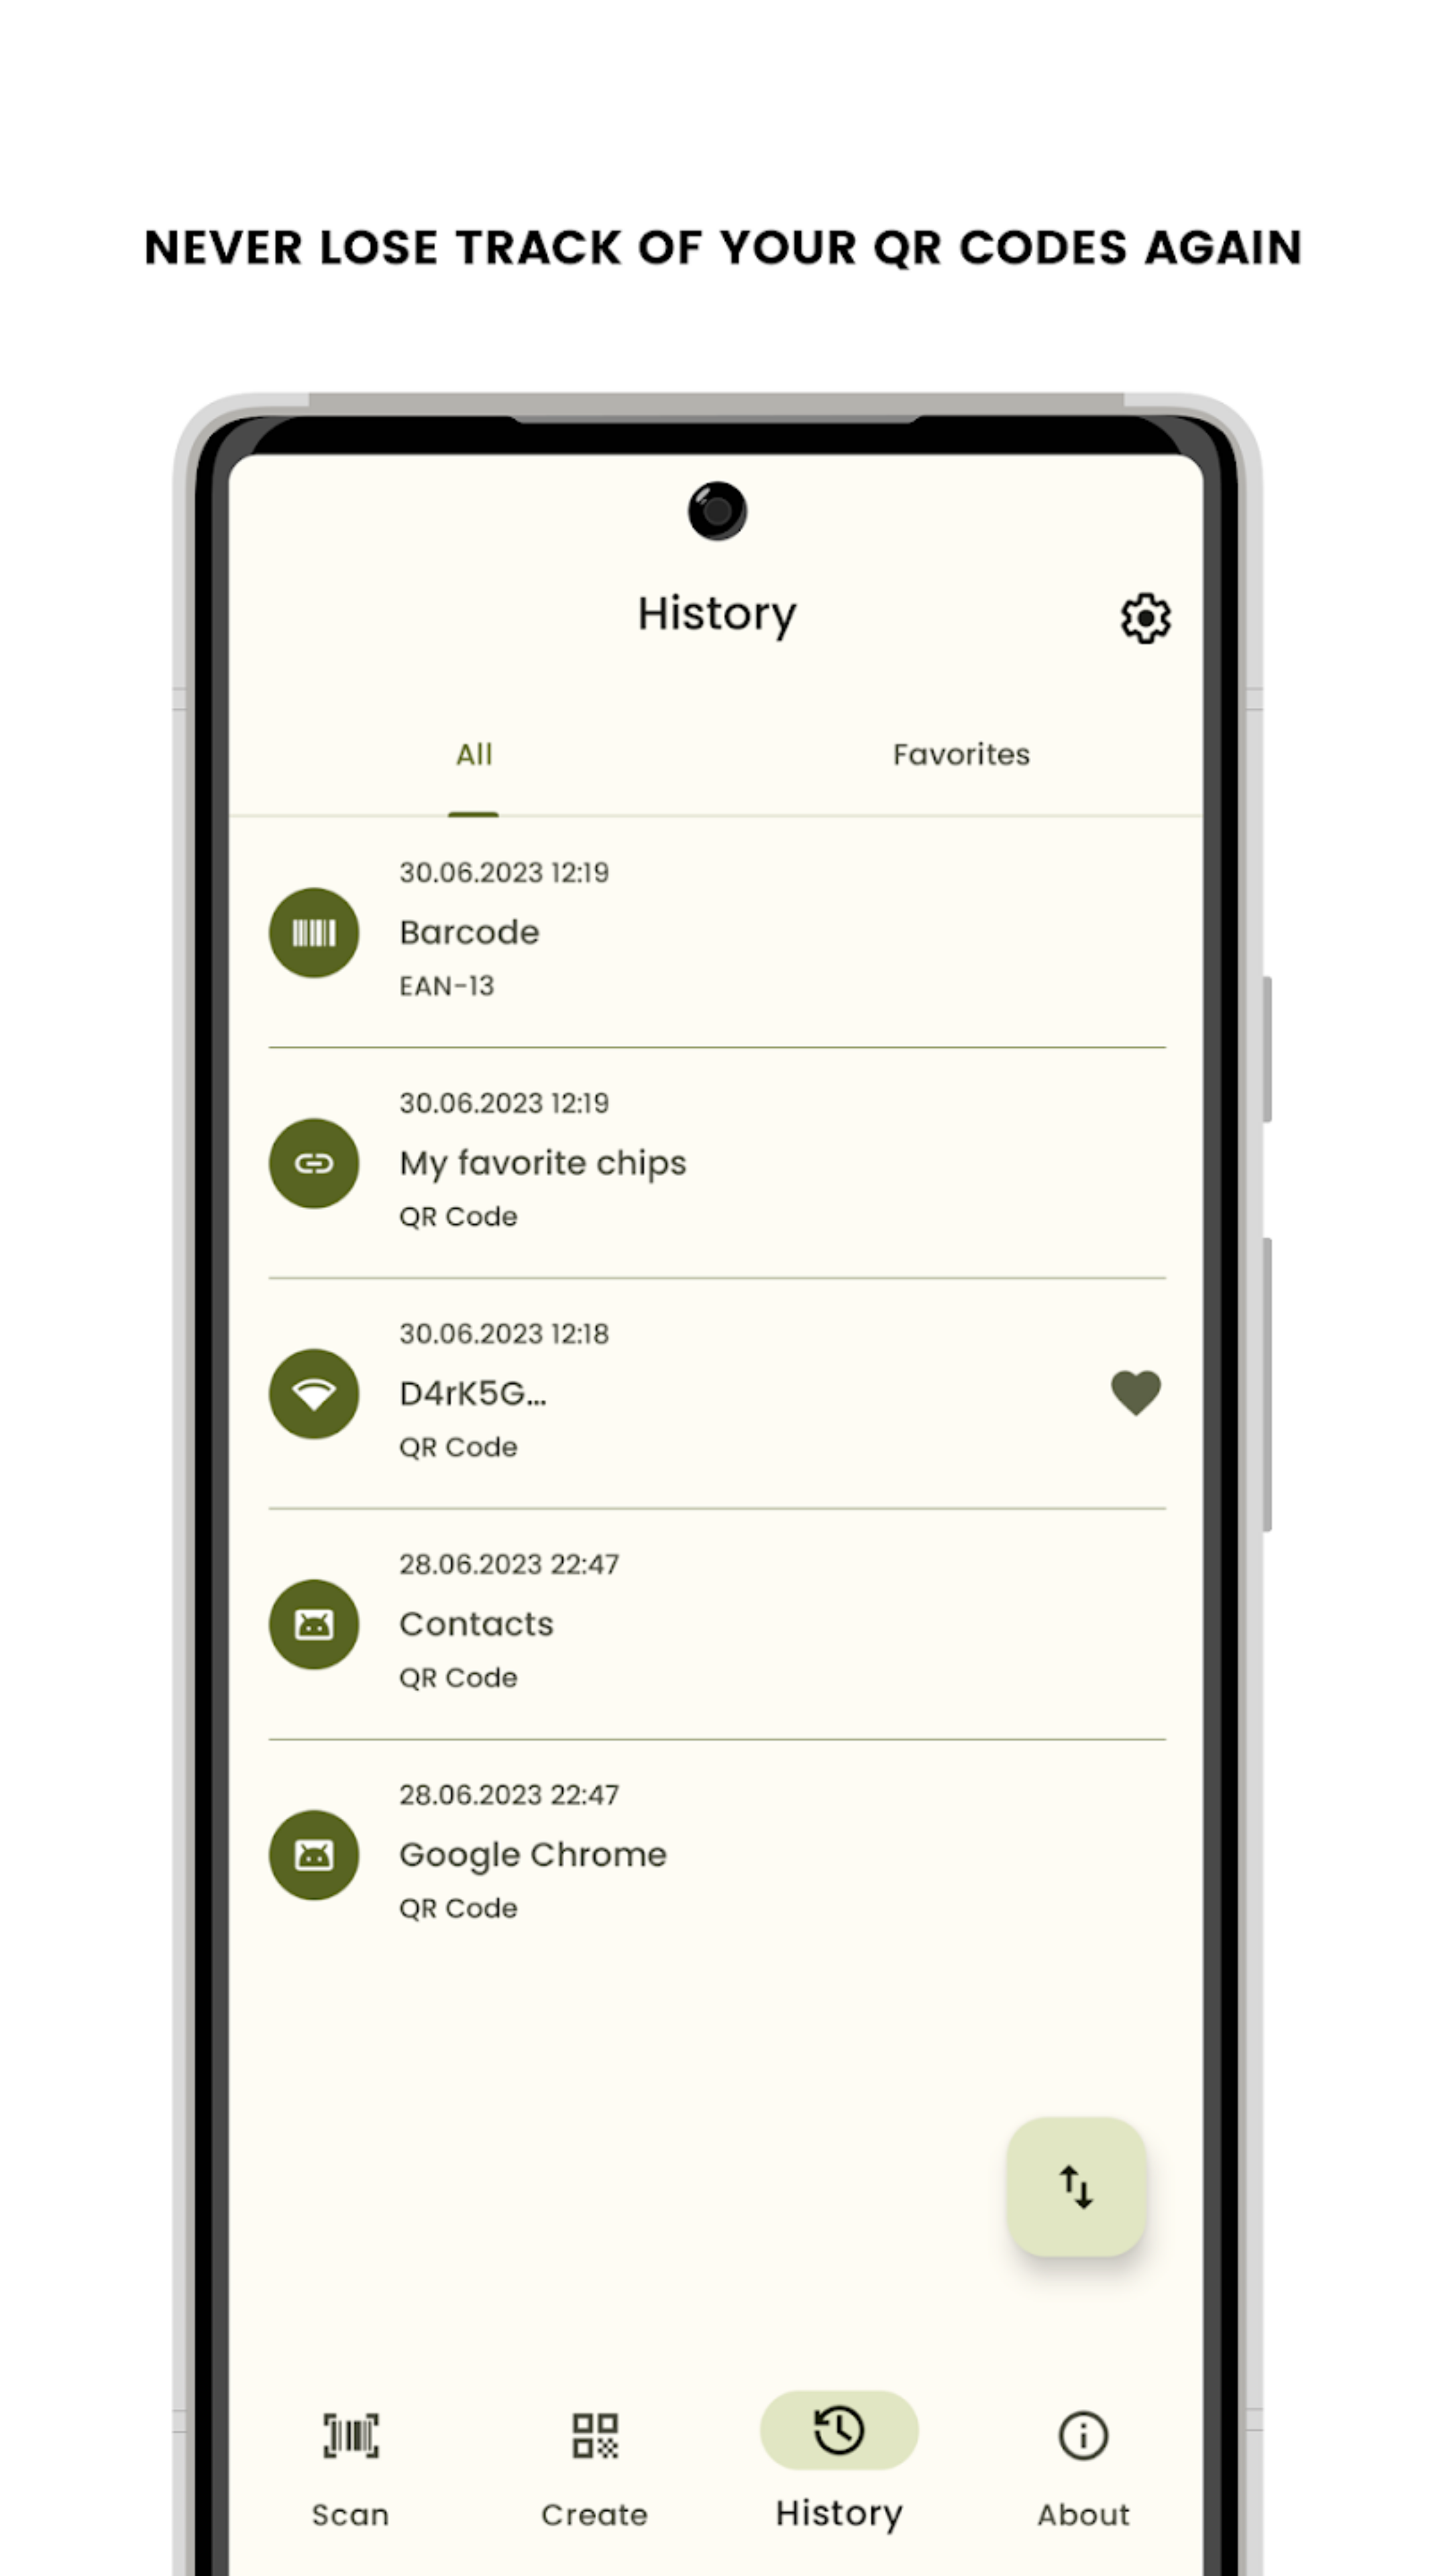 NEVER LOSE TRACK OF YOUR QR CODES AGAIN
History
All
Favorites
30.06.2023 12:19
Barcode
EAN-13
30.06.2023 12:19
My favorite chips
QR Code
30.06.2023 12:18
D4rK5G...
QR Code
28.06.2023 22:47
Contacts
QR Code
28.06.2023 22:47
Google Chrome
QR Code
Scan
Create
History
About